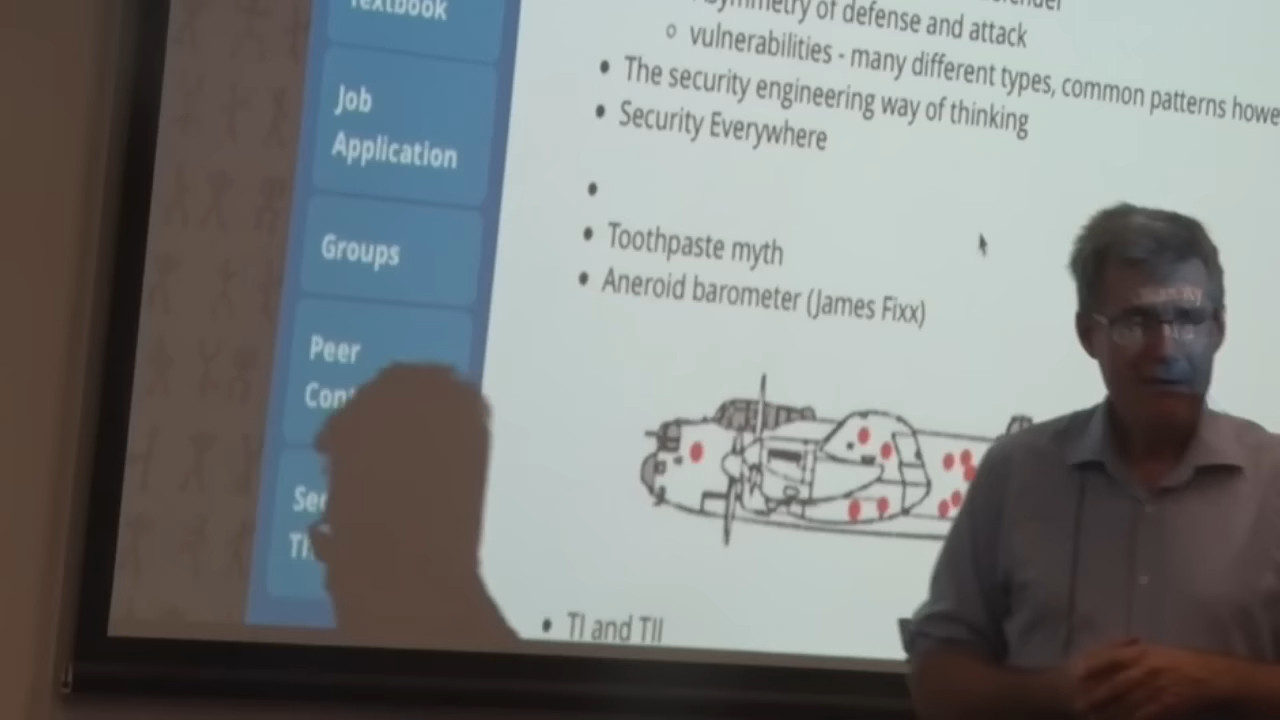 Textbook
Job
Application
Groups
Peer
symmetry of defense and attack
vulnerabilities - many different types, common patterns howe
The security engineering way of thinking
Security Everywhere
Toothpaste myth
Aneroid barometer (James Fixx)
TI and TII